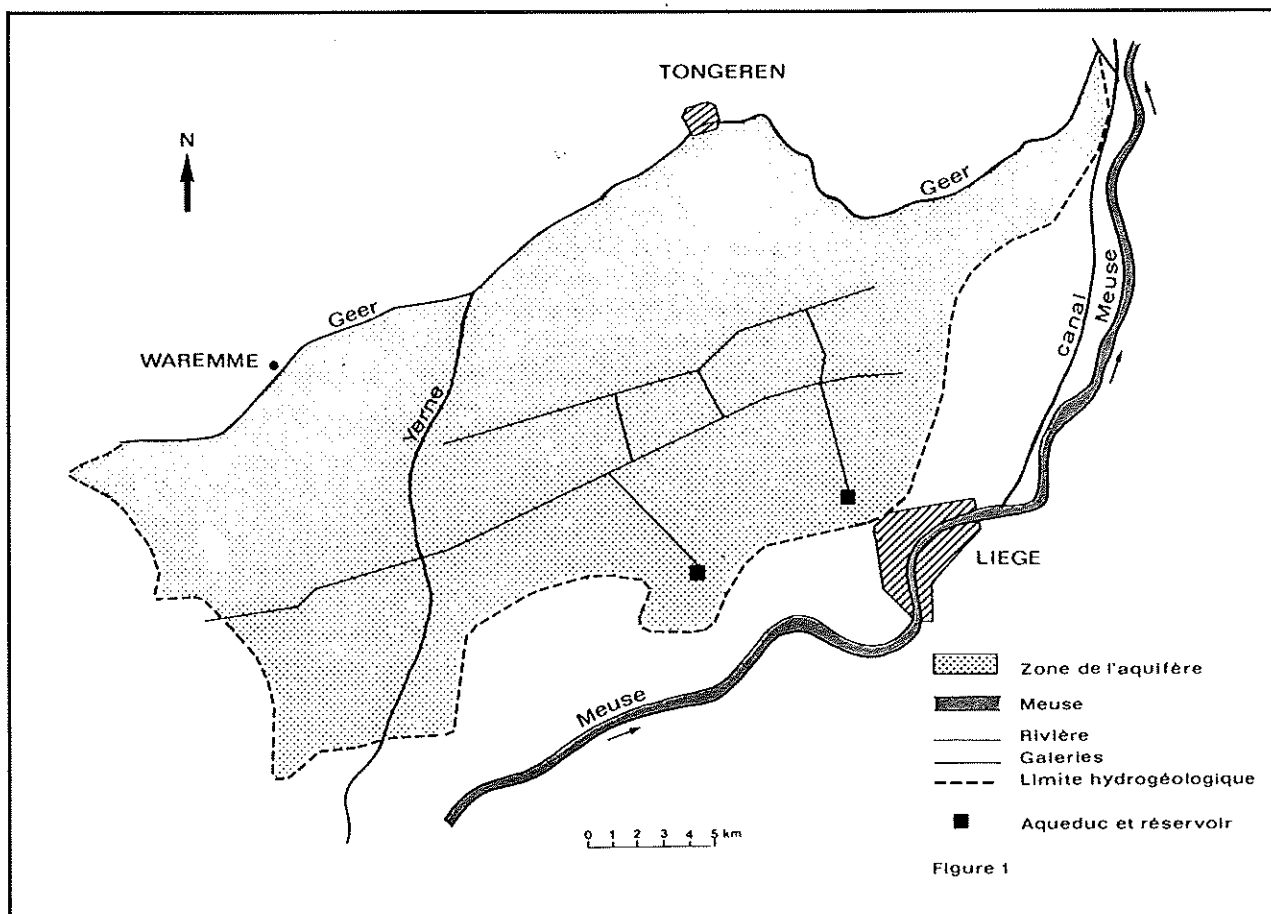 TONGEREN
N
Geer
Geer
WAREMME
Yerne
canal
Meuse
LIEGE
Meuse
Zone de l'aquifère
Meuse
Rivière
Galeries
Limite hydrogéologique
Aqueduc et réservoir
0 1 2 3 4 5 km
Figure 1